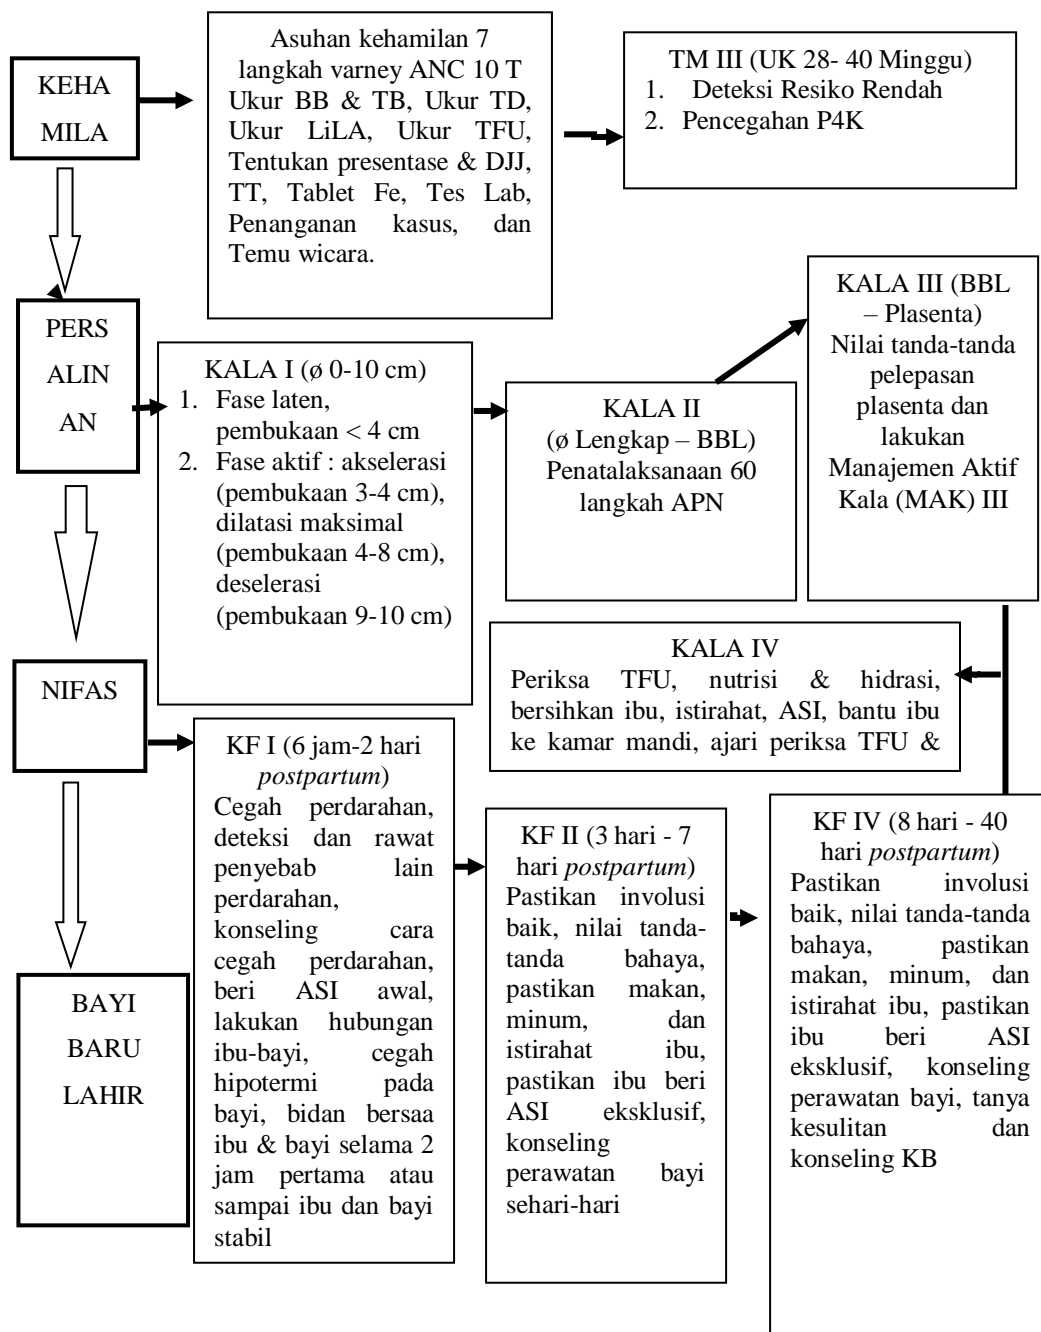 KEHA
MILA
Asuhan kehamilan 7
langkah varney ANC 10 T
Ukur BB & TB, Ukur TD,
Ukur LiLA, Ukur TFU,
Tentukan presentase & DJJ,
TT, Tablet Fe, Tes Lab,
Penanganan kasus, dan
Temu wicara.
TM III (UK 28- 40 Minggu)
1. Deteksi Resiko Rendah
2. Pencegahan P4K
PERS
ALIN
AN
KALA I (ø 0-10 cm)
1. Fase laten,
pembukaan < 4 cm
2. Fase aktif : akselerasi
(pembukaan 3-4 cm),
dilatasi maksimal
(pembukaan 4-8 cm),
deselerasi
(pembukaan 9-10 cm)
KALA II
(ø Lengkap – BBL)
Penatalaksanaan 60
langkah APN
KALA III (BBL
– Plasenta)
Nilai tanda-tanda
pelepasan
plasenta dan
lakukan
Manajemen Aktif
Kala (MAK) III
KALA IV
Periksa TFU, nutrisi & hidrasi,
bersihkan ibu, istirahat, ASI, bantu ibu
ke kamar mandi, ajari periksa TFU &
NIFAS
KF I (6 jam-2 hari
postpartum)
Cegah perdarahan,
deteksi dan rawat
penyebab lain
perdarahan,
konseling cara
cegah perdarahan,
beri ASI awal,
lakukan hubungan
ibu-bayi, cegah
hipotermi pada
bayi, bidan bersaa
ibu & bayi selama 2
jam pertama atau
sampai ibu dan bayi
stabil
KF II (3 hari - 7
hari postpartum)
Pastikan involusi
baik, nilai tanda-
tanda bahaya,
pastikan makan,
minum, dan
istirahat ibu,
pastikan ibu beri
ASI eksklusif,
konseling
perawatan bayi
sehari-hari
KF IV (8 hari - 40
hari postpartum)
Pastikan involusi
baik, nilai tanda-tanda
bahaya, pastikan
makan, minum, dan
istirahat ibu, pastikan
ibu beri ASI
eksklusif, konseling
perawatan bayi, tanya
kesulitan dan
konseling KB
BAYI
BARU
LAHIR